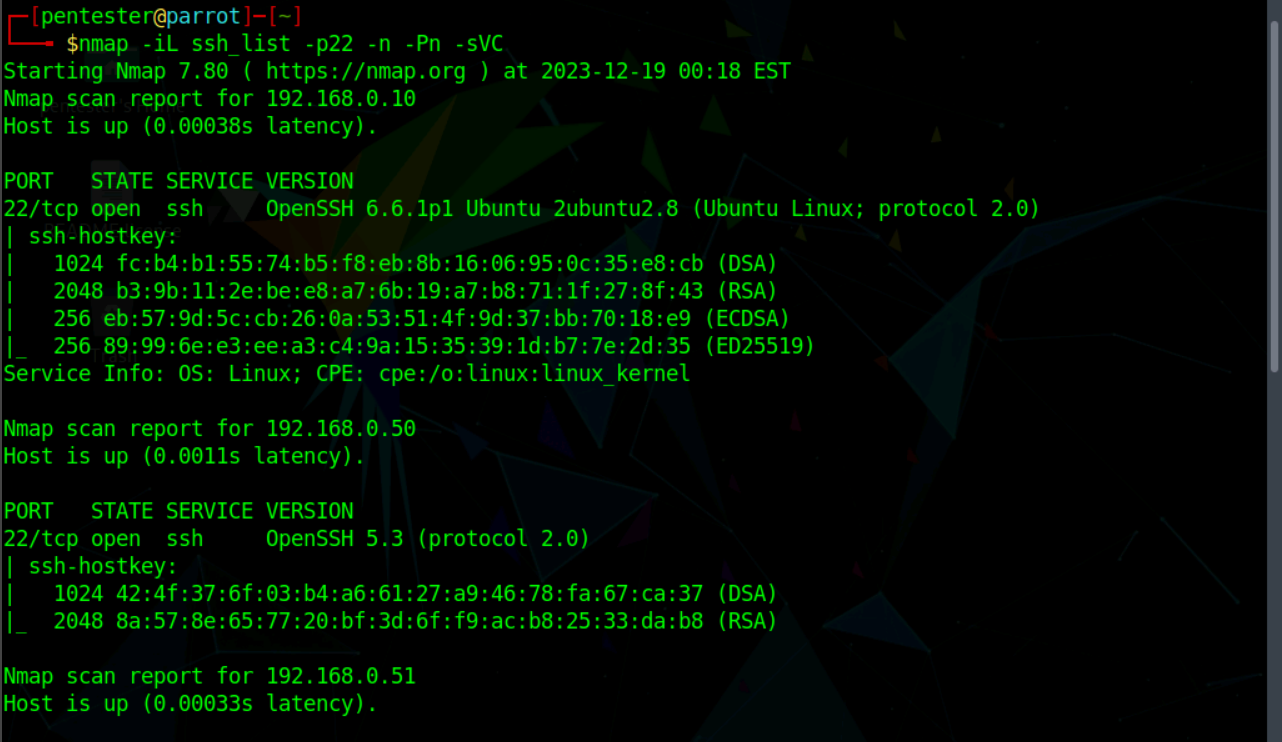 ┌─[pentester@parrot]─[~]
└──╼ $nmap -iL ssh_list -p22 -n -Pn -sVC
Starting Nmap 7.80 ( https://nmap.org ) at 2023-12-19 00:18 EST
Nmap scan report for 192.168.0.10
Host is up (0.00038s latency).

PORT   STATE SERVICE VERSION
22/tcp open  ssh     OpenSSH 6.6.1p1 Ubuntu 2ubuntu2.8 (Ubuntu Linux; protocol 2.0)
| ssh-hostkey:
|   1024 fc:b4:b1:55:74:b5:f8:eb:8b:16:06:95:0c:35:e8:cb (DSA)
|   2048 b3:9b:11:2e:be:e8:a7:6b:19:a7:b8:71:1f:27:8f:43 (RSA)
|   256 eb:57:9d:5c:cb:26:0a:53:51:4f:9d:37:bb:70:18:e9 (ECDSA)
|_  256 89:99:6e:e3:ee:a3:c4:9a:15:35:39:1d:b7:7e:2d:35 (ED25519)
Service Info: OS: Linux; CPE: cpe:/o:linux:linux_kernel

Nmap scan report for 192.168.0.50
Host is up (0.0011s latency).

PORT   STATE SERVICE VERSION
22/tcp open  ssh     OpenSSH 5.3 (protocol 2.0)
| ssh-hostkey:
|   1024 42:4f:37:6f:03:b4:a6:61:27:a9:46:78:fa:67:ca:37 (DSA)
|_  2048 8a:57:8e:65:77:20:bf:3d:6f:f9:ac:b8:25:33:da:b8 (RSA)

Nmap scan report for 192.168.0.51
Host is up (0.00033s latency).